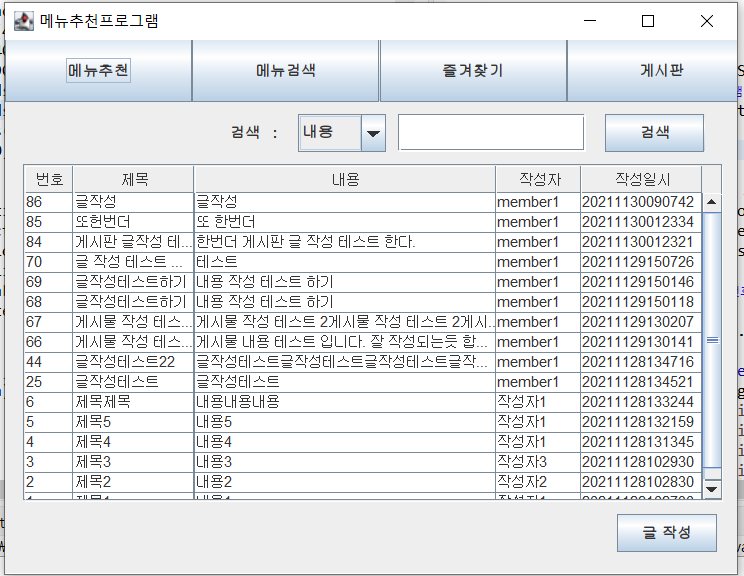 메뉴추천프로그램
메뉴추천 메뉴검색 즐겨찾기 게시판
검색 : 내용 검색
번호 제목 내용 작성자 작성일시
86 글작성 글작성 member1 20211130090742
85 또헌번더 또 한번더 member1 20211130012334
84 게시판 글작성 테... 한번더 게시판 글 작성 테스트 한다. member1 20211130012321
70 글 작성 테스트 ... 테스트 member1 20211129150726
69 글작성테스트하기 내용 작성 테스트 하기 member1 20211129150146
68 글작성테스트하기 내용 작성 테스트 하기 member1 20211129150118
67 게시물 작성 테스... 게시물 작성 테스트 2게시물 작성 테스트 2게시... member1 20211129130207
66 게시물 작성 테스... 게시물 내용 테스트 입니다. 잘 작성되는듯 합... member1 20211129130141
44 글작성테스트22 글작성테스트글작성테스트글작성테스트글작... member1 20211128134716
25 글작성테스트 글작성테스트 member1 20211128134521
6 제목제목 내용내용내용 작성자1 20211128133244
5 제목5 내용5 작성자1 20211128132159
4 제목4 내용4 작성자1 20211128131345
3 제목3 내용3 작성자3 20211128102930
2 제목2 내용2 작성자2 20211128102830
글 작성